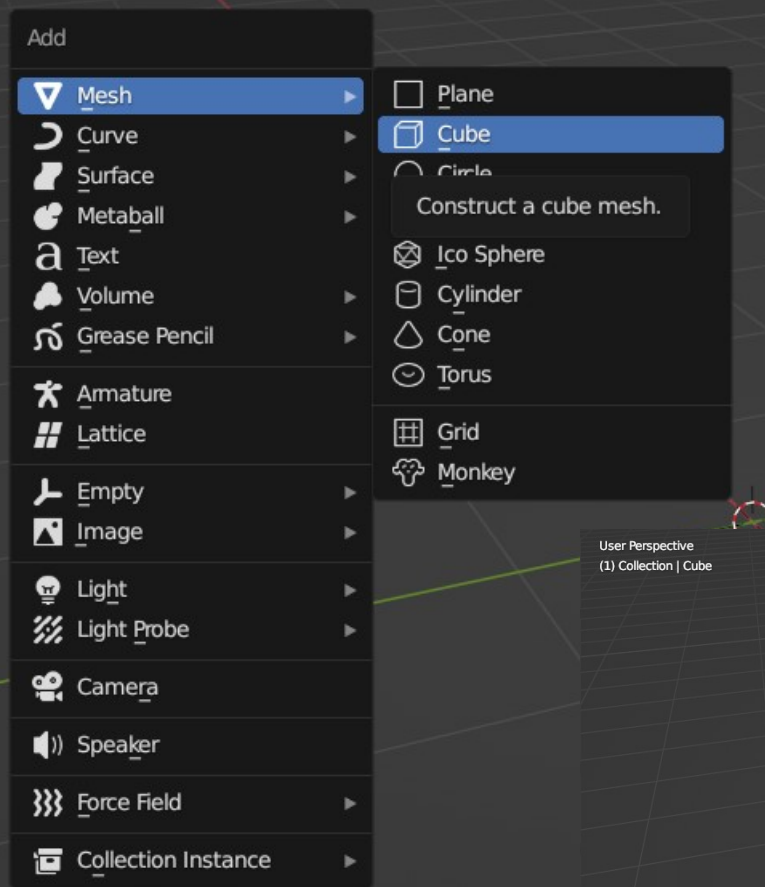 Add
Mesh
Curve
Surface
Metaball
Text
Volume
Grease Pencil
Armature
Lattice
Empty
Image
Light
Light Probe
Camera
Speaker
Force Field
Collection Instance
Plane
Cube
Circle
Construct a cube mesh.
Ico Sphere
Cylinder
Cone
Torus
Grid
Monkey
User Perspective
(1) Collection | Cube